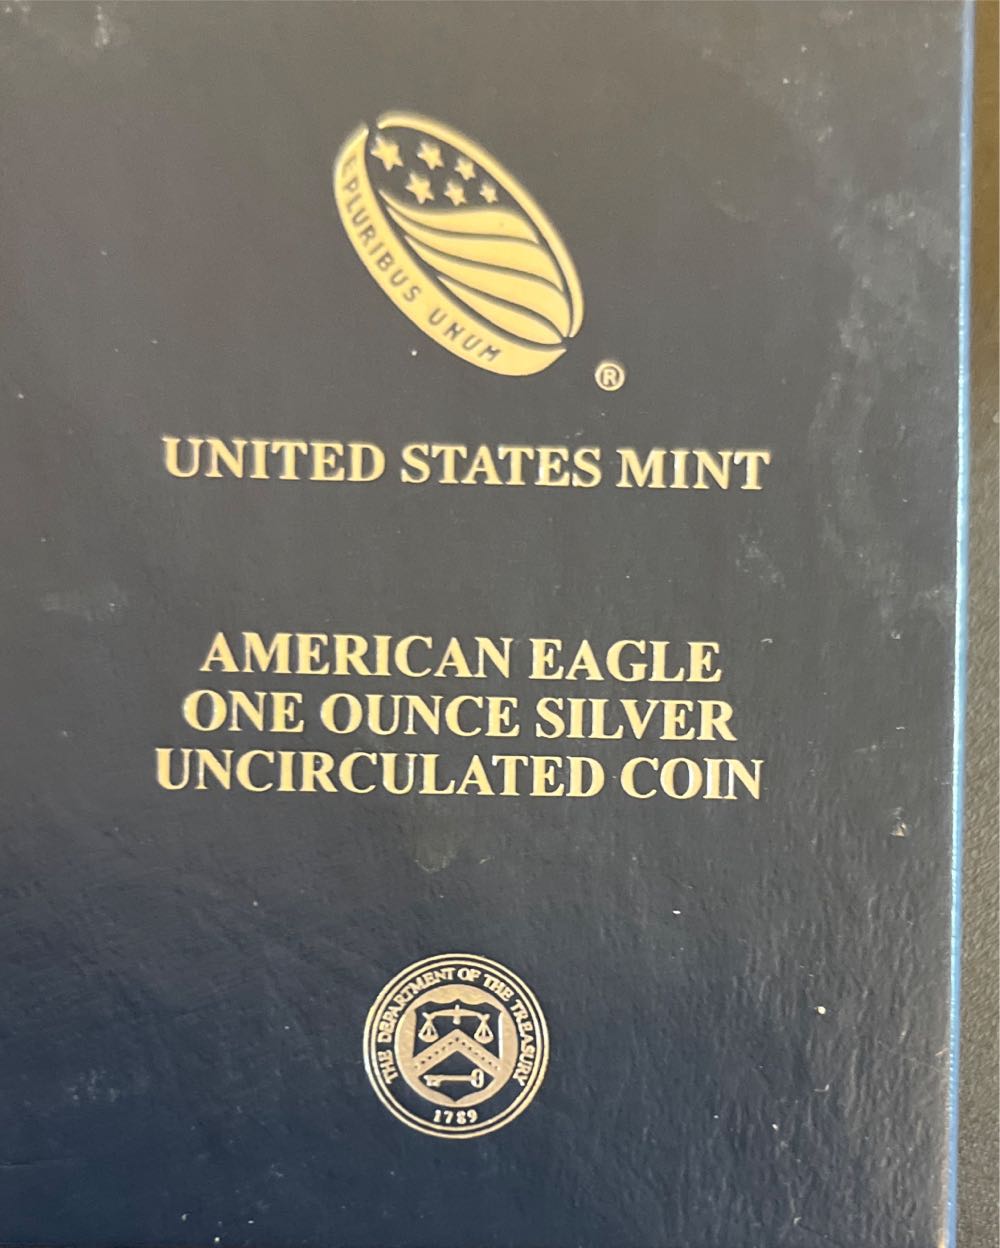 E PLURIBUS UNUM
®
UNITED STATES MINT
AMERICAN EAGLE
ONE OUNCE SILVER
UNCIRCULATED COIN
THE DEPARTMENT OF THE TREASURY
1789